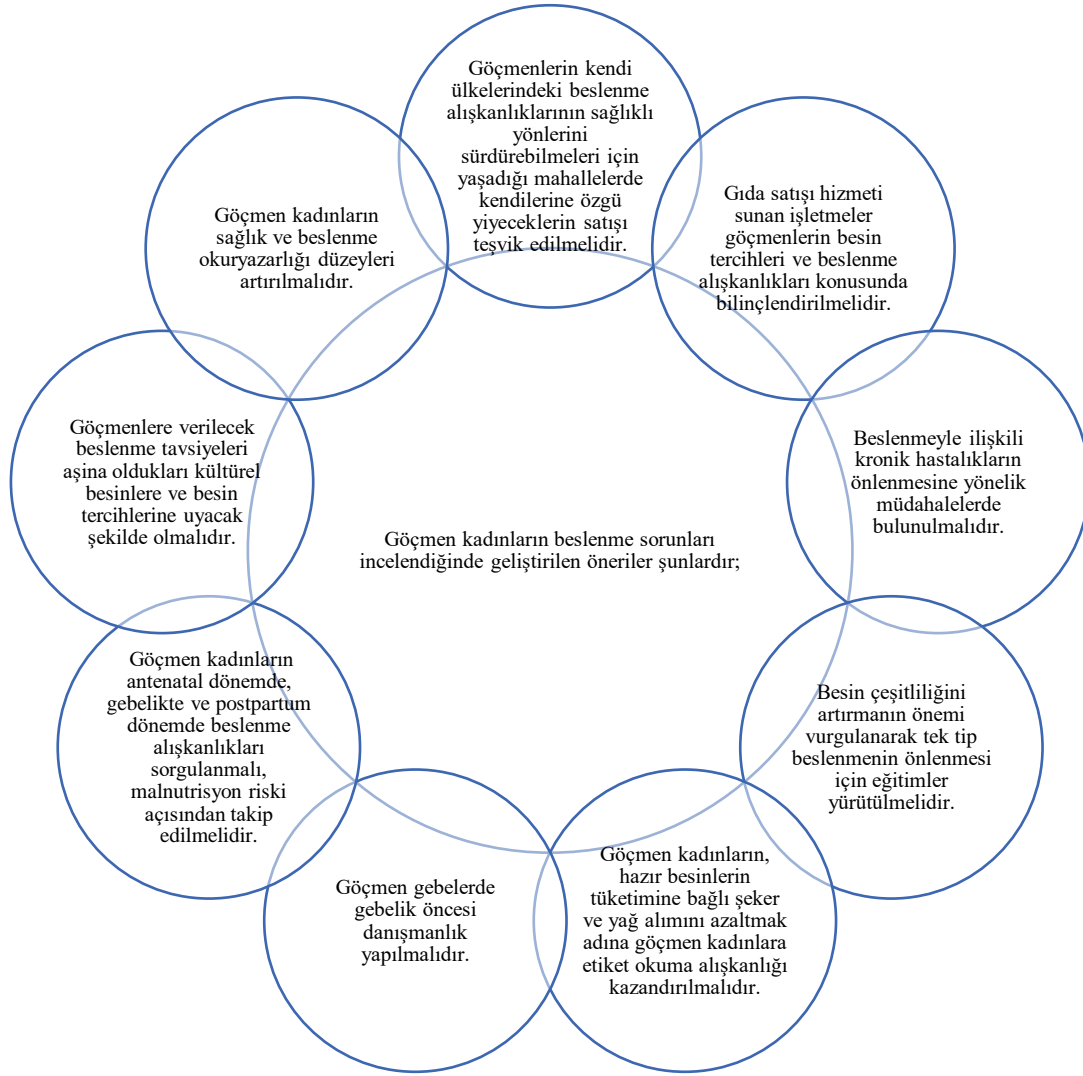 Göçmenlerin kendi
ülkelerindeki beslenme
alışkanlıklarının sağlıklı
yönlerini
sürdürebilmeleri için
yaşadığı mahallelerde
kendilerine özgü
yiyeceklerin satışı
teşvik edilmelidir.
Gıda satışı hizmeti
sunan işletmeler
göçmenlerin besin
tercihleri ve beslenme
alışkanlıkları konusunda
bilinçlendirilmelidir.
Beslenmeyle ilişkili
kronik hastalıkların
önlenmesine yönelik
müdahalelerde
bulunulmalıdır.
Besin çeşitliliğini
artırmanın önemi
vurgulanarak tek tip
beslenmenin önlenmesi
için eğitimler
yürütülmelidir.
Göçmen kadınların,
hazır besinlerin
tüketimine bağlı şeker
ve yağ alımını azaltmak
adına göçmen kadınlara
etiket okuma alışkanlığı
kazandırılmalıdır.
Göçmen gebelerde
gebelik öncesi
danışmanlık
yapılmalıdır.
Göçmen kadınların
antenatal dönemde,
gebelikte ve postpartum
dönemde beslenme
alışkanlıkları
sorgulanmalı,
malnutrisyon riski
açısından takip
edilmelidir.
Göçmenlere verilecek
beslenme tavsiyeleri
aşina oldukları kültürel
besinlere ve besin
tercihlerine uyacak
şekilde olmalıdır.
Göçmen kadınların
sağlık ve beslenme
okuryazarlığı düzeyleri
artırılmalıdır.
Göçmen kadınların beslenme sorunları
incelendiğinde geliştirilen öneriler şunlardır;